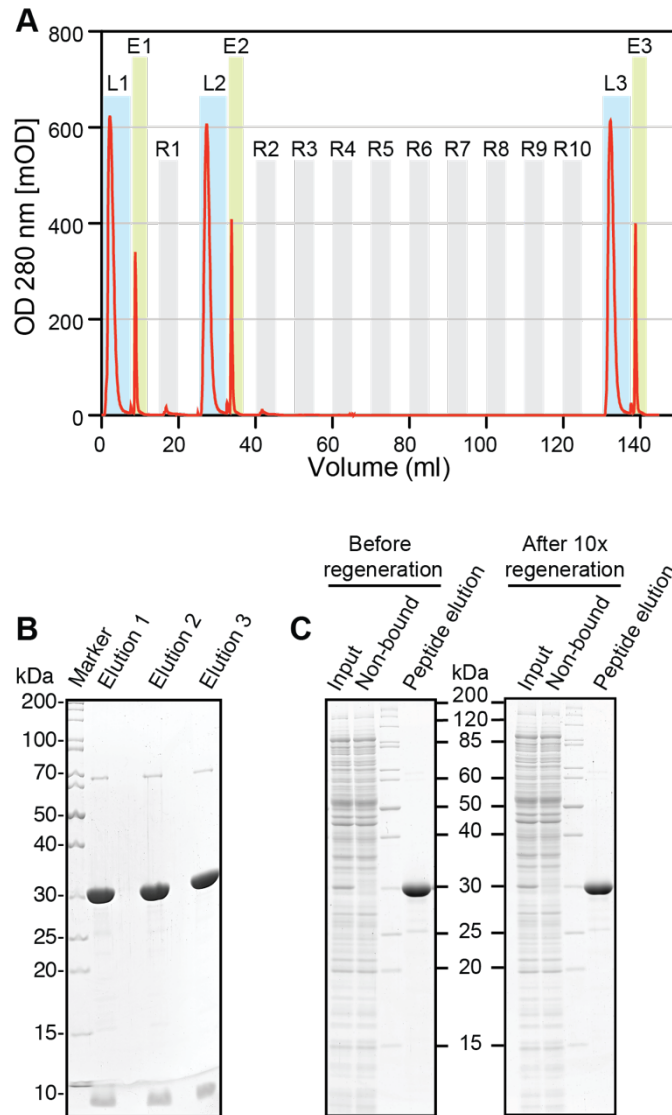 A
OD 280 nm [mOD]
800
600
400
200
0
E1 E2 E3
L1 L2 L3
R1 R2 R3 R4 R5 R6 R7 R8 R9 R10
0 20 40 60 80 100 120 140
Volume (ml)
B
kDa
Marker
Elution 1
Elution 2
Elution 3
200-
100-
70-
50-
40-
30-
25-
20-
15-
10-
C
Before
regeneration
After 10x
regeneration
Input
Non-bound
Peptide elution
kDa
Input
Non-bound
Peptide elution
200
120
85
60
50
40
30
25
20
15